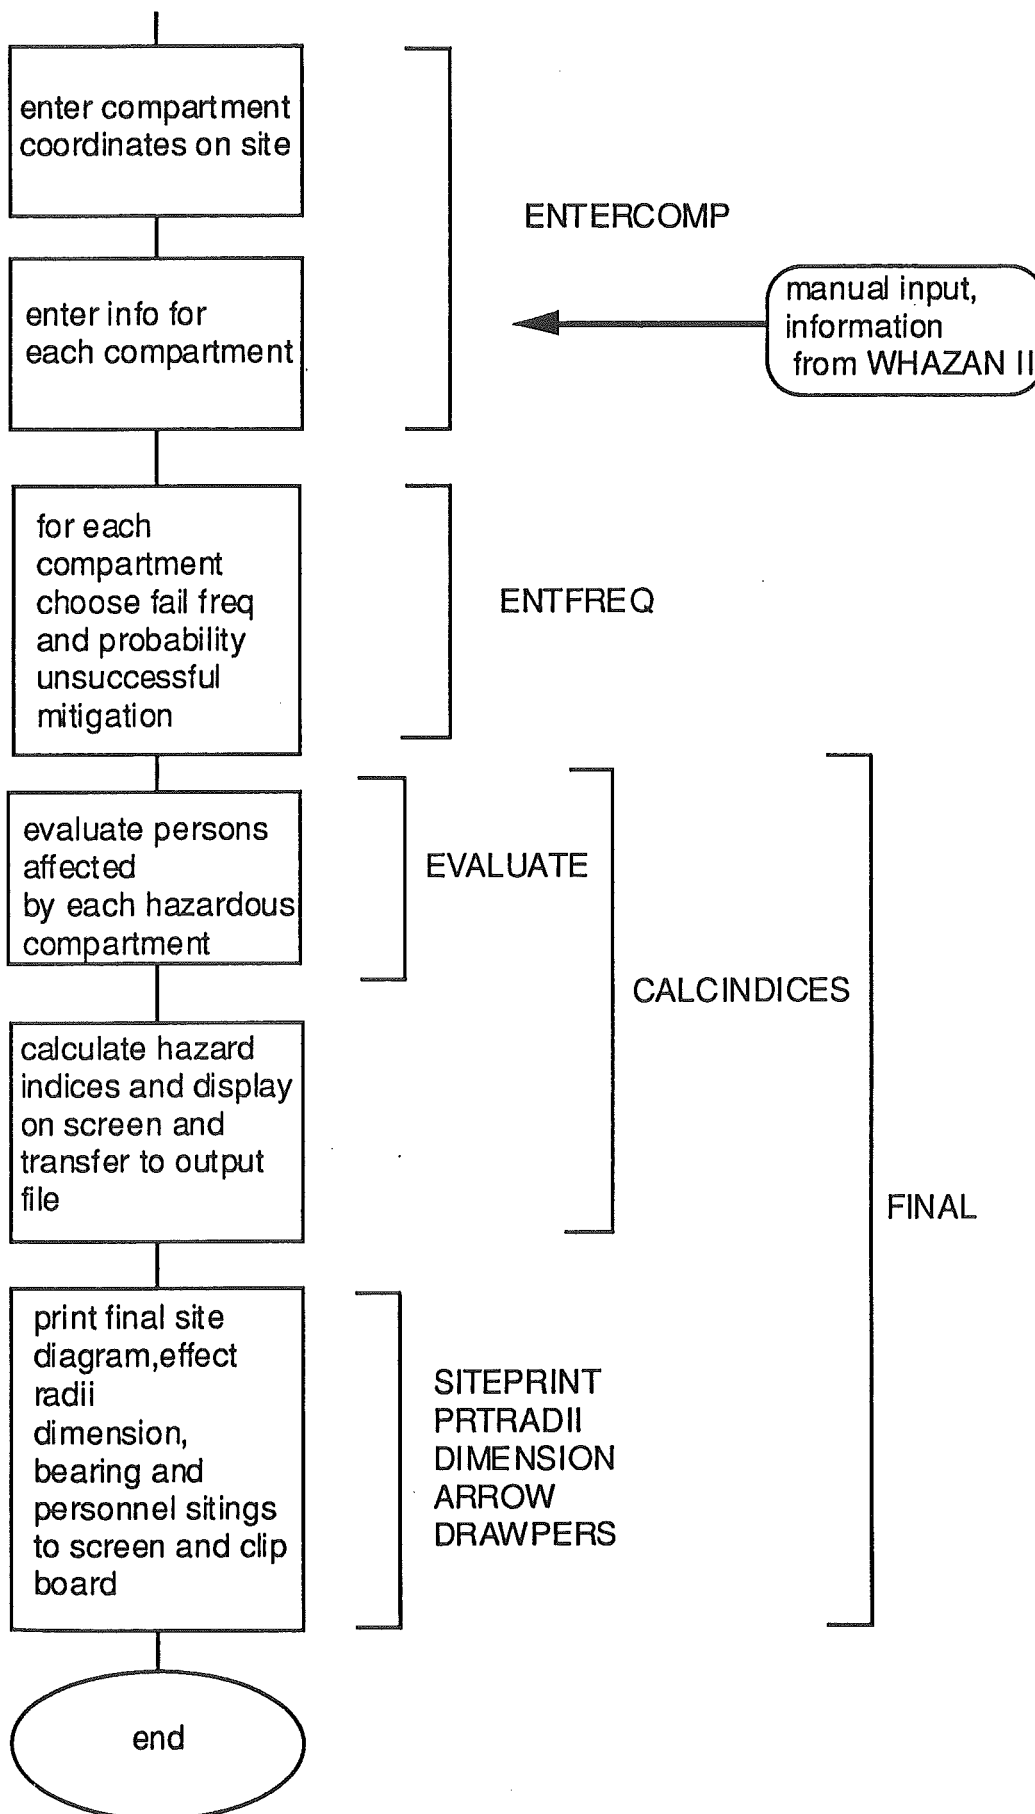 enter compartment
coordinates on site
ENTERCOMP
enter info for
each compartment
manual input,
information
from WHAZAN II
for each
compartment
choose fail freq
and probability
unsuccessful
mitigation
ENTFREQ
evaluate persons
affected
by each hazardous
compartment
EVALUATE
CALCINDICES
calculate hazard
indices and display
on screen and
transfer to output
file
FINAL
print final site
diagram,effect
radii
dimension,
bearing and
personnel sitings
to screen and clip
board
SITEPRINT
PRTRADII
DIMENSION
ARROW
DRAWPERS
end